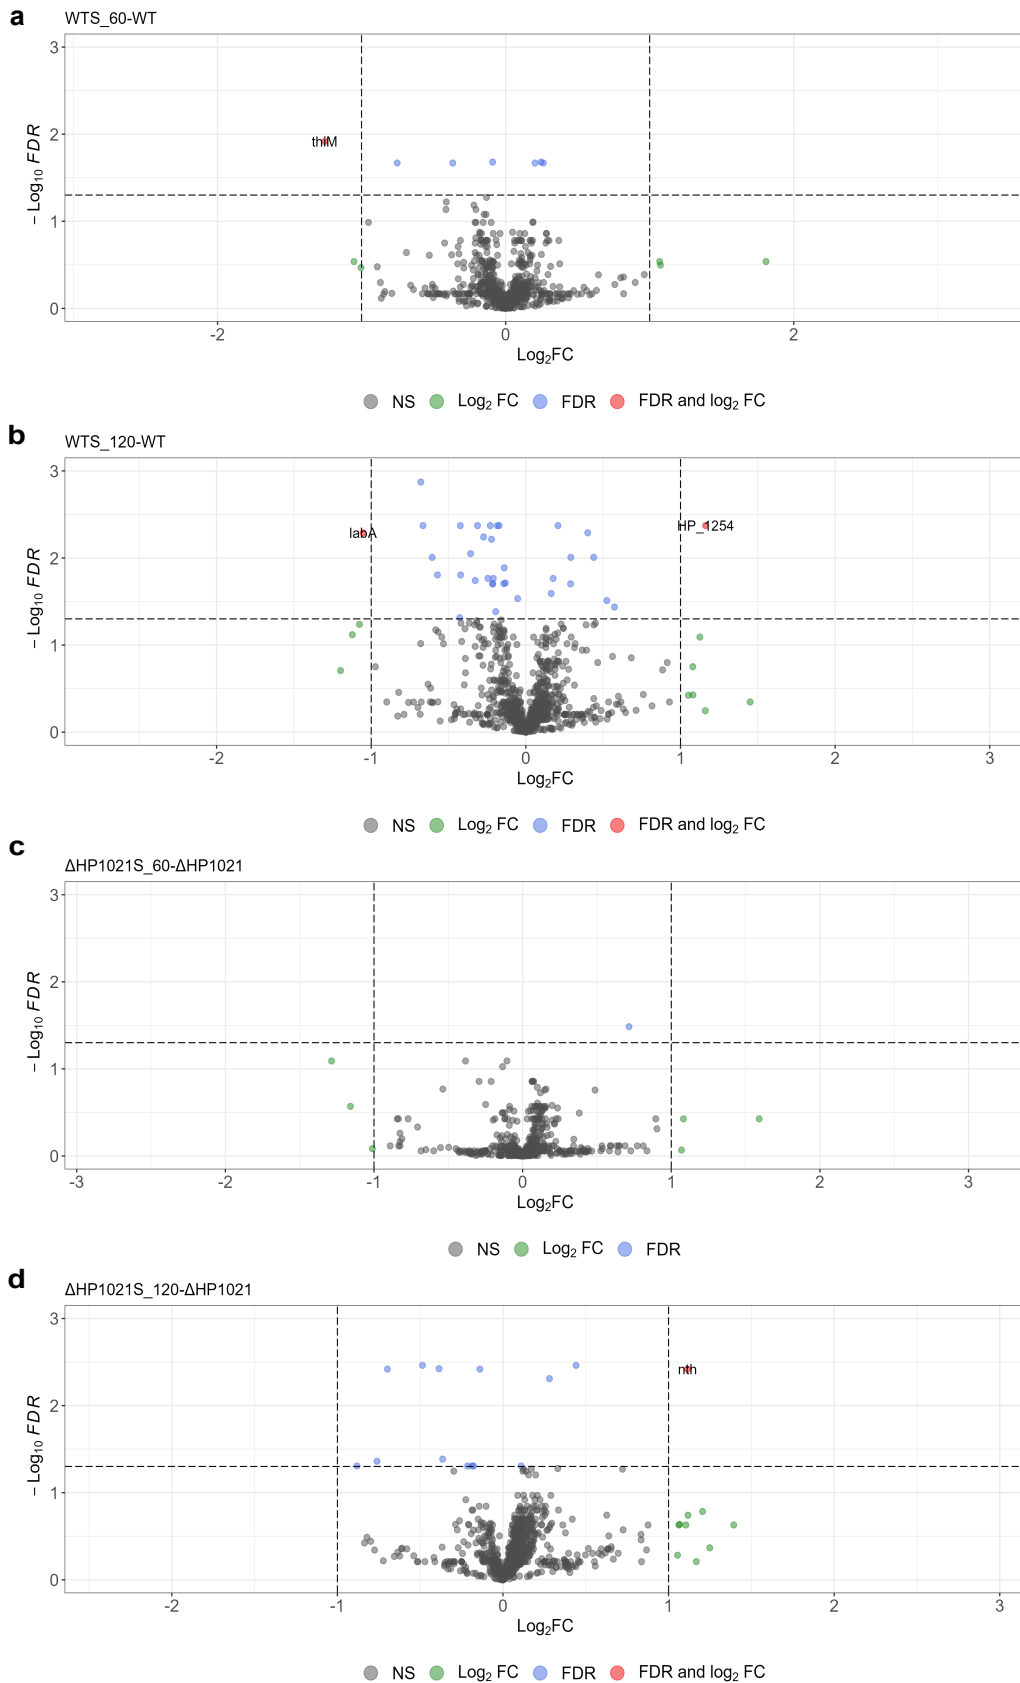 a
WTS_60-WT
3
2
1
0
− Log10 FDR
thiM
-2
0
2
Log2FC
NS
Log2 FC
FDR
FDR and log2 FC
b
WTS_120-WT
3
2
1
0
− Log10 FDR
labA
HP_1254
-2
-1
0
1
2
3
Log2FC
NS
Log2 FC
FDR
FDR and log2 FC
c
ΔHP1021S_60-ΔHP1021
3
2
1
0
− Log10 FDR
-3
-2
-1
0
1
2
3
Log2FC
NS
Log2 FC
FDR
d
ΔHP1021S_120-ΔHP1021
3
2
1
0
− Log10 FDR
nth
-2
-1
0
1
2
3
Log2FC
NS
Log2 FC
FDR
FDR and log2 FC